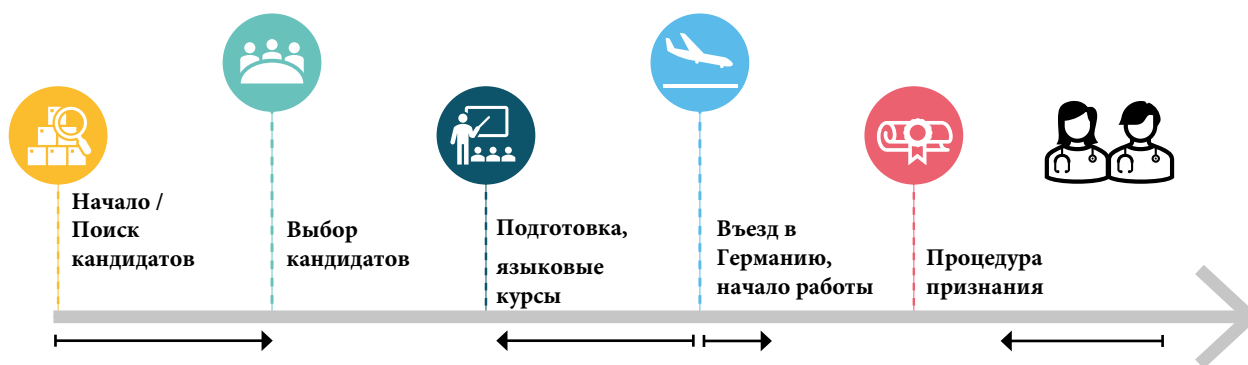 Начало /
Поиск
кандидатов
Выбор
кандидатов
Подготовка,
языковые
курсы
Въезд в
Германию,
начало работы
Процедура
признания